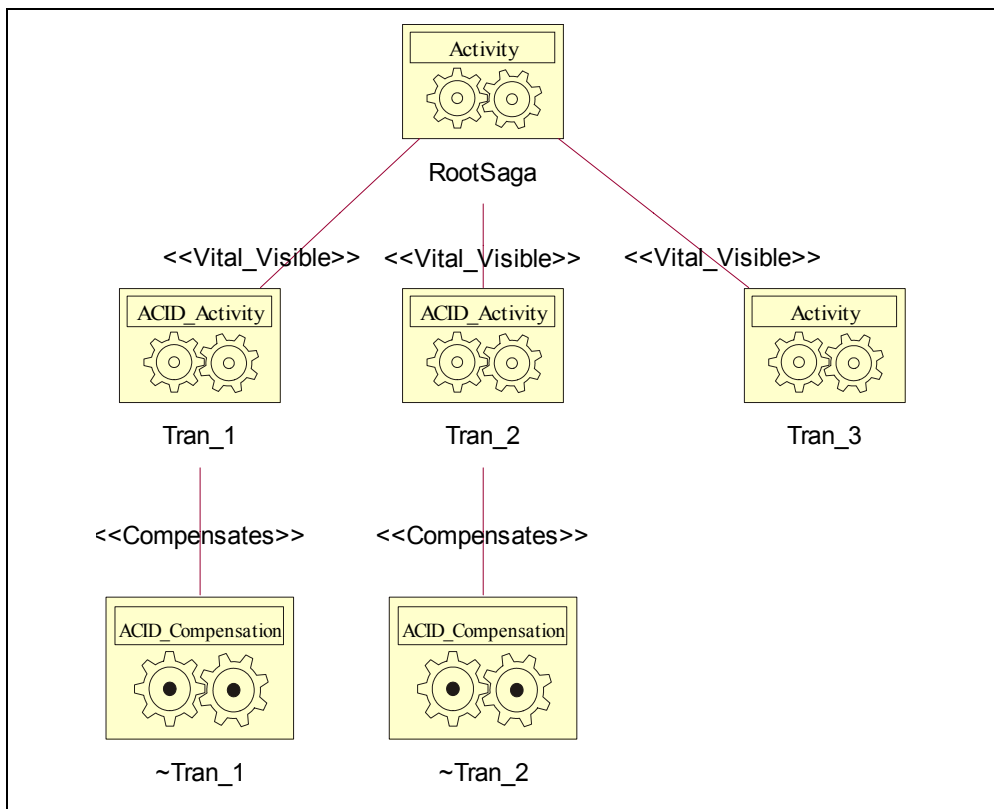 Activity
RootSaga
<<Vital_Visible>> <<Vital_Visible>> <<Vital_Visible>>
ACID_Activity ACID_Activity Activity
Tran_1 Tran_2 Tran_3
<<Compensates>> <<Compensates>>
ACID_Compensation ACID_Compensation
~Tran_1 ~Tran_2